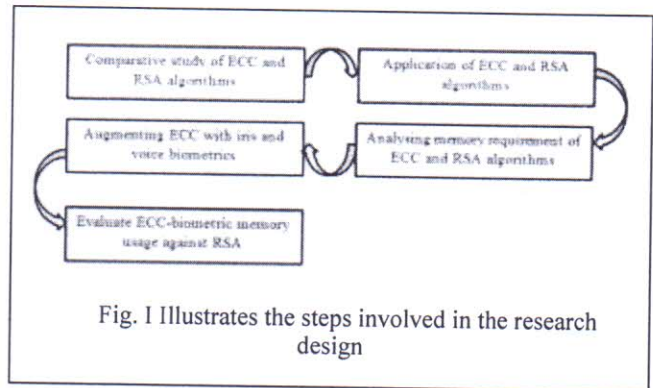 Comparative study of ECC and
RSA algorithms
Application of ECC and RSA
algorithms
Augmenting ECC with iris and
voice biometrics
Analysing memory requirement of
ECC and RSA algorithms
Evaluate ECC-biometric memory
usage against RSA
Fig. I Illustrates the steps involved in the research
design